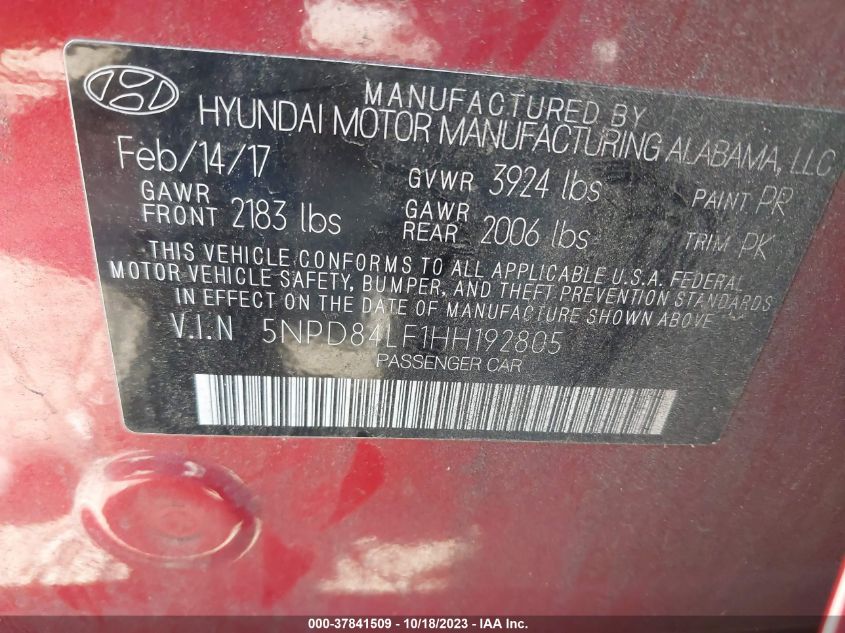 MANUFACTURED BY
HYUNDAI MOTOR MANUFACTURING ALABAMA, LLC
Feb/14/17 GVWR 3924 lbs PAINT PR
GAWR FRONT 2183 lbs GAWR REAR 2006 lbs TRIM PK
THIS VEHICLE CONFORMS TO ALL APPLICABLE U.S.A. FEDERAL
MOTOR VEHICLE SAFETY, BUMPER, AND THEFT PREVENTION STANDARDS
IN EFFECT ON THE DATE OF MANUFACTURE SHOWN ABOVE
V.I.N 5NPD84LF1HH192805
PASSENGER CAR
000-37841509 - 10/18/2023 - IAA Inc.